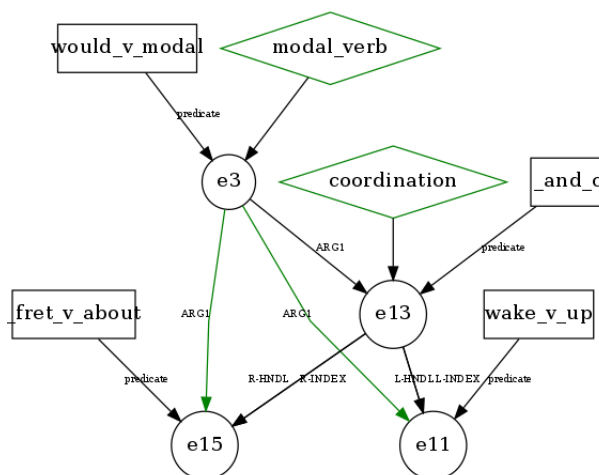 would_v_modal
modal_verb
predicate
e3
coordination
_and_c
ARG1
predicate
_fret_v_about
ARG1
ARG1
e13
wake_v_up
predicate
R-HNDL
R-INDEX
L-HNDL
L-INDEX
predicate
e15
e11